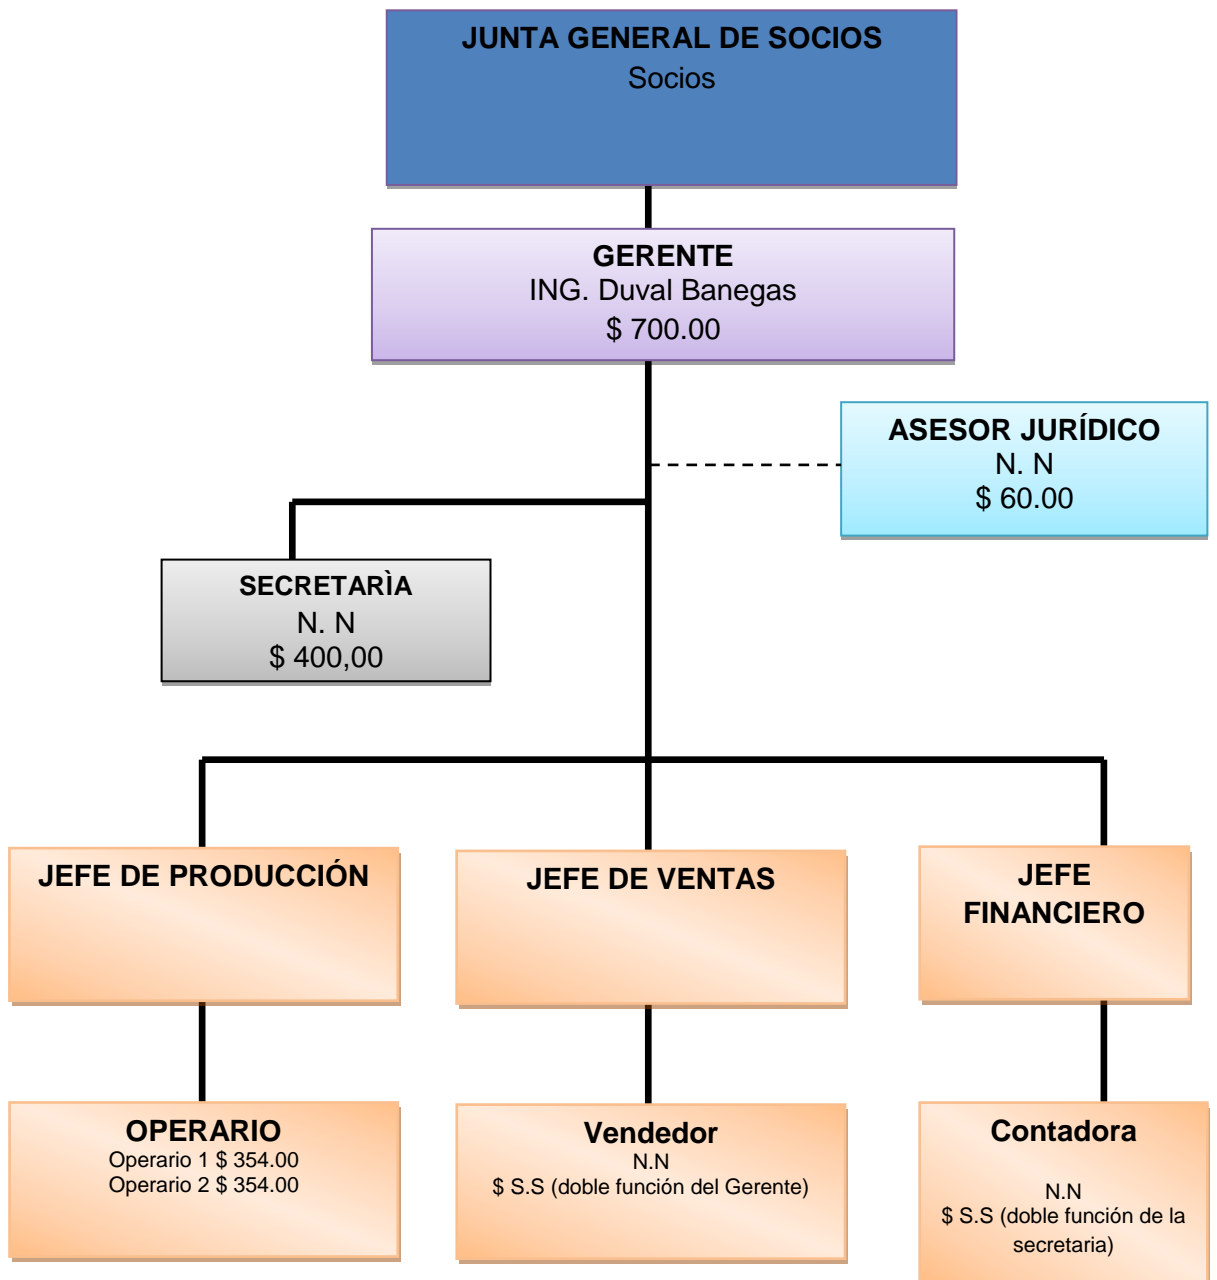 JUNTA GENERAL DE SOCIOS
Socios
GERENTE
ING. Duval Banegas
$ 700.00
ASESOR JURÍDICO
N. N
$ 60.00
SECRETARÌA
N. N
$ 400,00
JEFE DE PRODUCCIÓN
JEFE DE VENTAS
JEFE
FINANCIERO
OPERARIO
Operario 1 $ 354.00
Operario 2 $ 354.00
Vendedor
N.N
$ S.S (doble función del Gerente)
Contadora
N.N
$ S.S (doble función de la
secretaria)